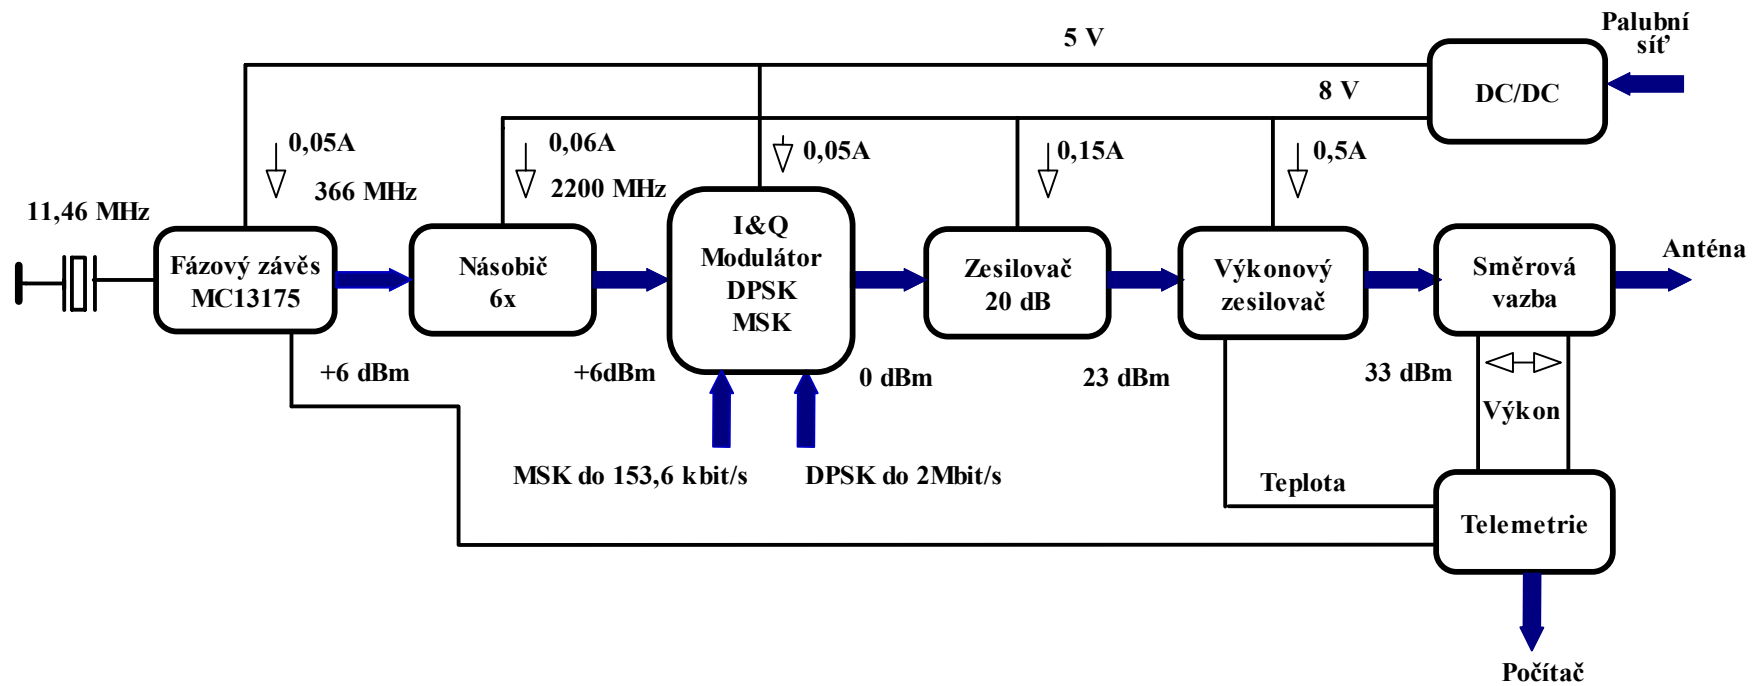 Palubní
síť
5 V
8 V
DC/DC
0,05A
0,06A
0,05A
0,15A
0,5A
366 MHz
2200 MHz
11,46 MHz
Fázový závěs
MC13175
Násobič
6x
I&Q
Modulátor
DPSK
MSK
Zesilovač
20 dB
Výkonový
zesilovač
Směrová
vazba
Anténa
+6 dBm
+6dBm
0 dBm
23 dBm
33 dBm
Výkon
MSK do 153,6 kbit/s
DPSK do 2Mbit/s
Teplota
Telemetrie
Počítač